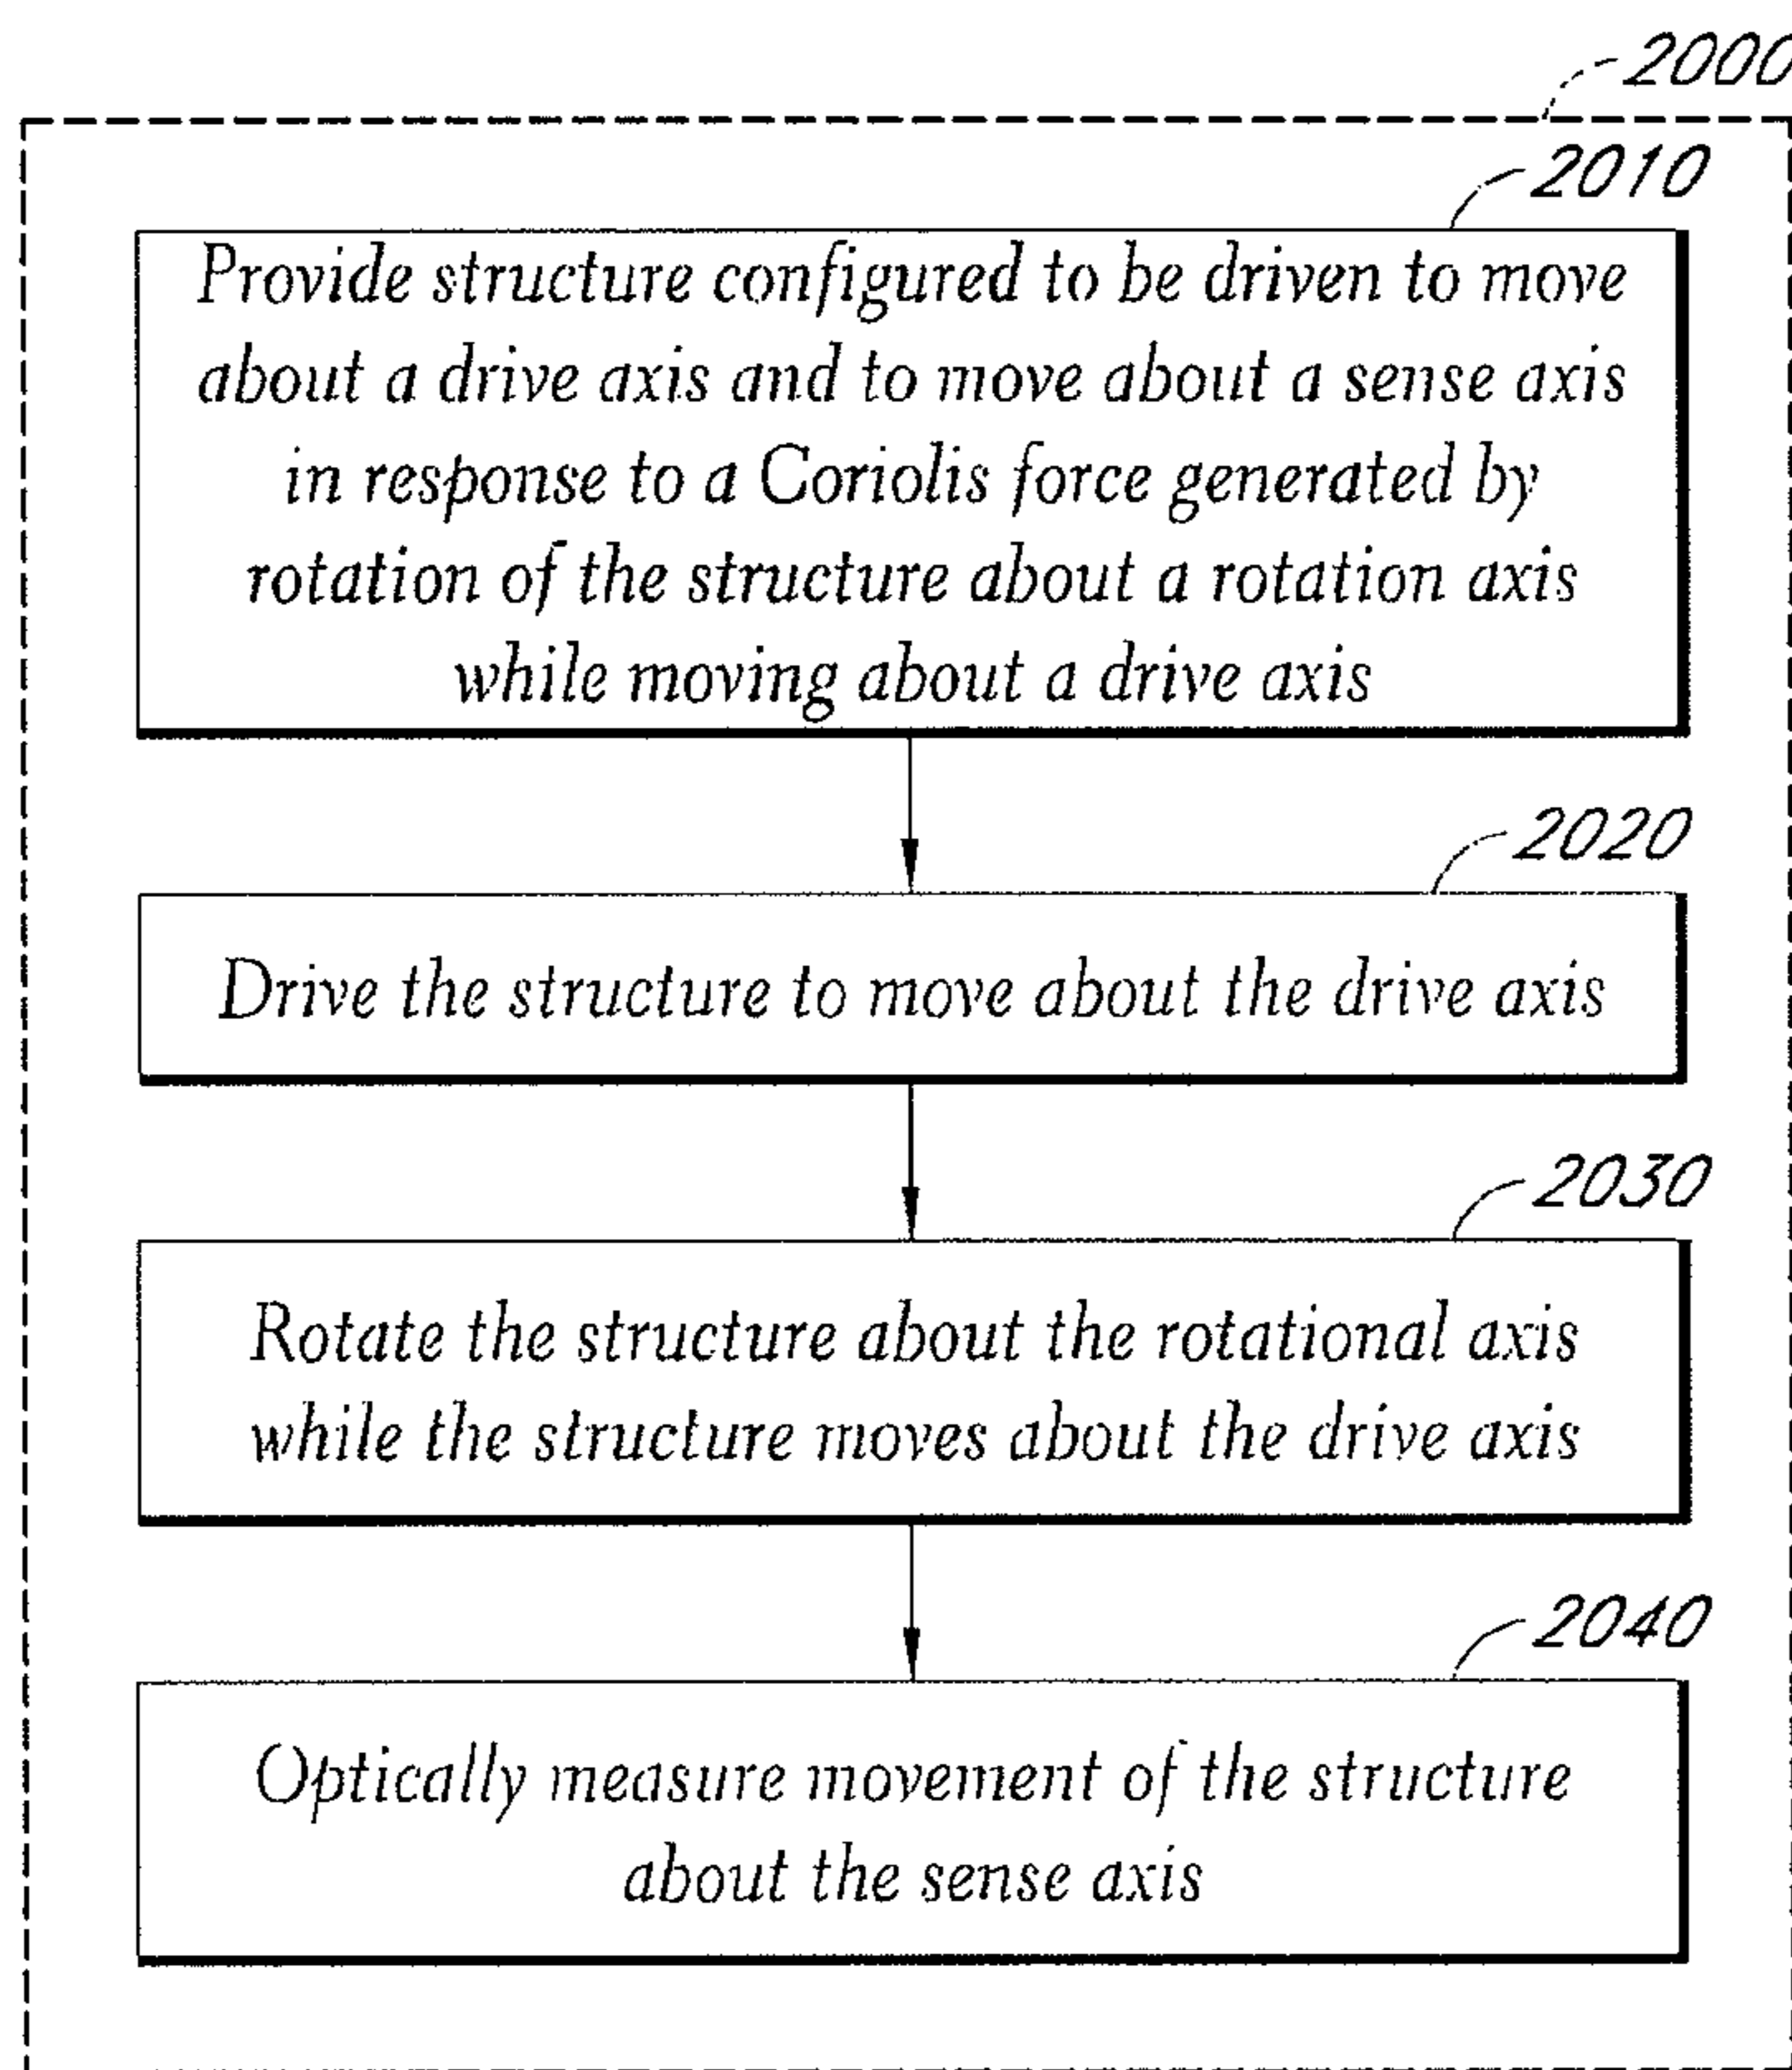 2000
2010
Provide structure configured to be driven to move
about a drive axis and to move about a sense axis
in response to a Coriolis force generated by
rotation of the structure about a rotation axis
while moving about a drive axis
2020
Drive the structure to move about the drive axis
2030
Rotate the structure about the rotational axis
while the structure moves about the drive axis
2040
Optically measure movement of the structure
about the sense axis